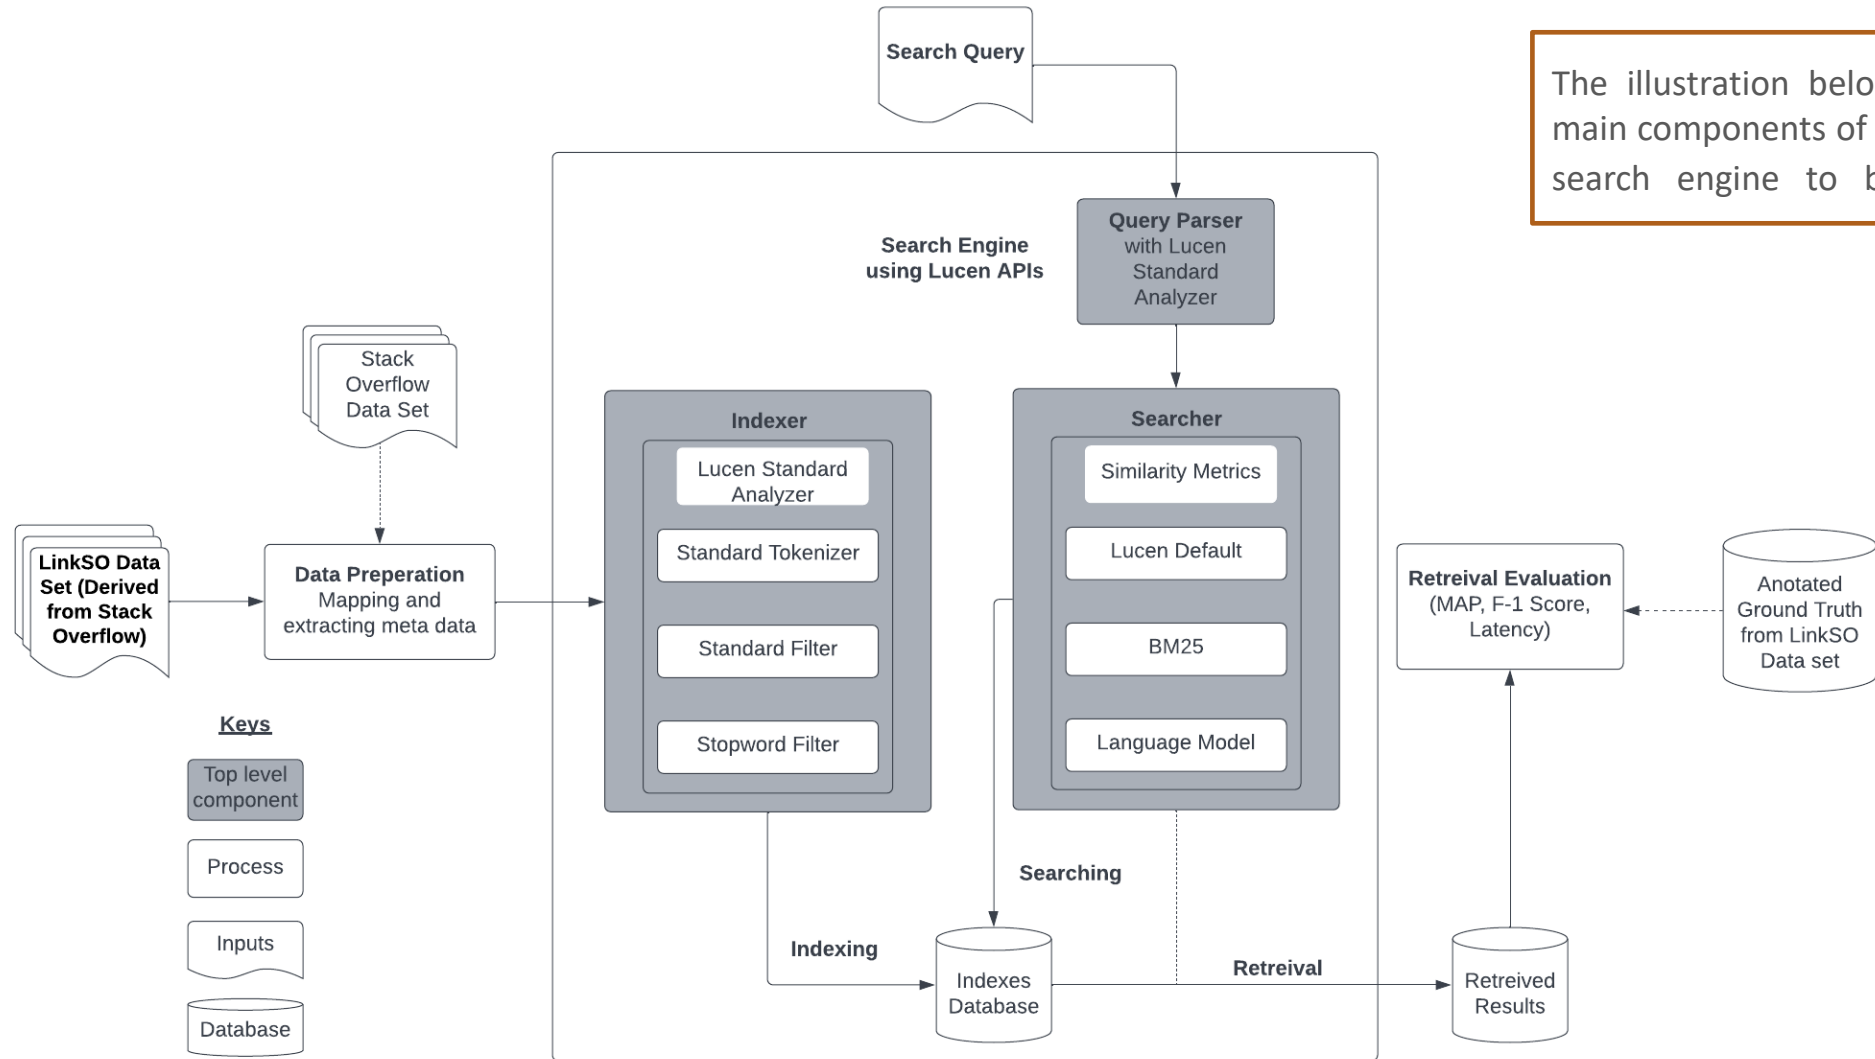 Search Query
The illustration belo
main components of
search engine to b
Search Engine
using Lucen APIs
Query Parser
with Lucen
Standard
Analyzer
Stack
Overflow
Data Set
LinkSO Data
Set (Derived
from Stack
Overflow)
Data Preperation
Mapping and
extracting meta data
Indexer
Lucen Standard
Analyzer
Standard Tokenizer
Standard Filter
Stopword Filter
Searcher
Similarity Metrics
Lucen Default
BM25
Language Model
Retreival Evaluation
(MAP, F-1 Score,
Latency)
Anotated
Ground Truth
from LinkSO
Data set
Keys
Top level
component
Process
Inputs
Database
Searching
Indexing
Indexes
Database
Retreival
Retreived
Results